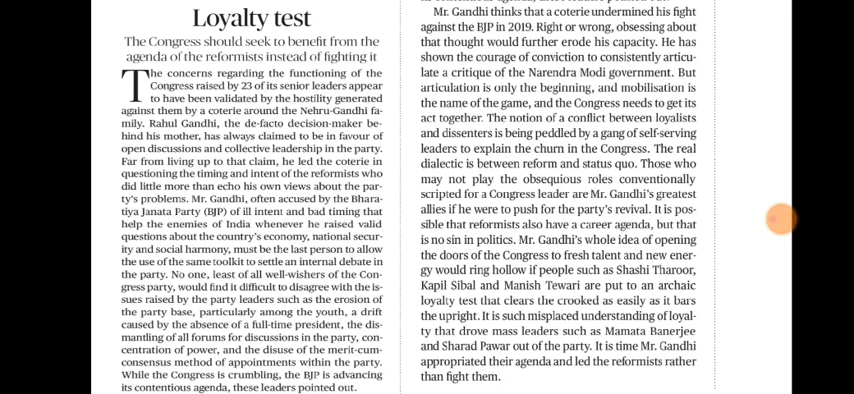 Loyalty test
The Congress should seek to benefit from the
agenda of the reformists instead of fighting it
The concerns regarding the functioning of the
Congress raised by 23 of its senior leaders appear
to have been validated by the hostility generated
against them by a coterie around the Nehru-Gandhi fa-
mily. Rahul Gandhi, the de-facto decision-maker be-
hind his mother, has always claimed to be in favour of
open discussions and collective leadership in the party.
Far from living up to that claim, he led the coterie in
questioning the timing and intent of the reformists who
did little more than echo his own views about the par-
ty's problems. Mr. Gandhi, often accused by the Bhara-
tiya Janata Party (BJP) of ill intent and bad timing that
help the enemies of India whenever he raised valid
questions about the country's economy, national secur-
ity and social harmony, must be the last person to allow
the use of the same toolkit to settle an internal debate in
the party. No one, least of all well-wishers of the Con-
gress party, would find it difficult to disagree with the is-
sues raised by the party leaders such as the erosion of
the party base, particularly among the youth, a drift
caused by the absence of a full-time president, the dis-
mantling of all forums for discussions in the party, con-
centration of power, and the disuse of the merit-cum-
consensus method of appointments within the party.
While the Congress is crumbling, the BJP is advancing
its contentious agenda, these leaders pointed out.
Mr. Gandhi thinks that a coterie undermined his fight
against the BJP in 2019. Right or wrong, obsessing about
that thought would further erode his capacity. He has
shown the courage of conviction to consistently articu-
late a critique of the Narendra Modi government. But
articulation is only the beginning, and mobilisation is
the name of the game, and the Congress needs to get its
act together. The notion of a conflict between loyalists
and dissenters is being peddled by a gang of self-serving
leaders to explain the churn in the Congress. The real
dialectic is between reform and status quo. Those who
may not play the obsequious roles conventionally
scripted for a Congress leader are Mr. Gandhi's greatest
allies if he were to push for the party's revival. It is pos-
sible that reformists also have a career agenda, but that
is no sin in politics. Mr. Gandhi's whole idea of opening
the doors of the Congress to fresh talent and new ener-
gy would ring hollow if people such as Shashi Tharoor,
Kapil Sibal and Manish Tewari are put to an archaic
loyalty test that clears the crooked as easily as it bars
the upright. It is such misplaced understanding of loyal-
ty that drove mass leaders such as Mamata Banerjee
and Sharad Pawar out of the party. It is time Mr. Gandhi
appropriated their agenda and led the reformists rather
than fight them.